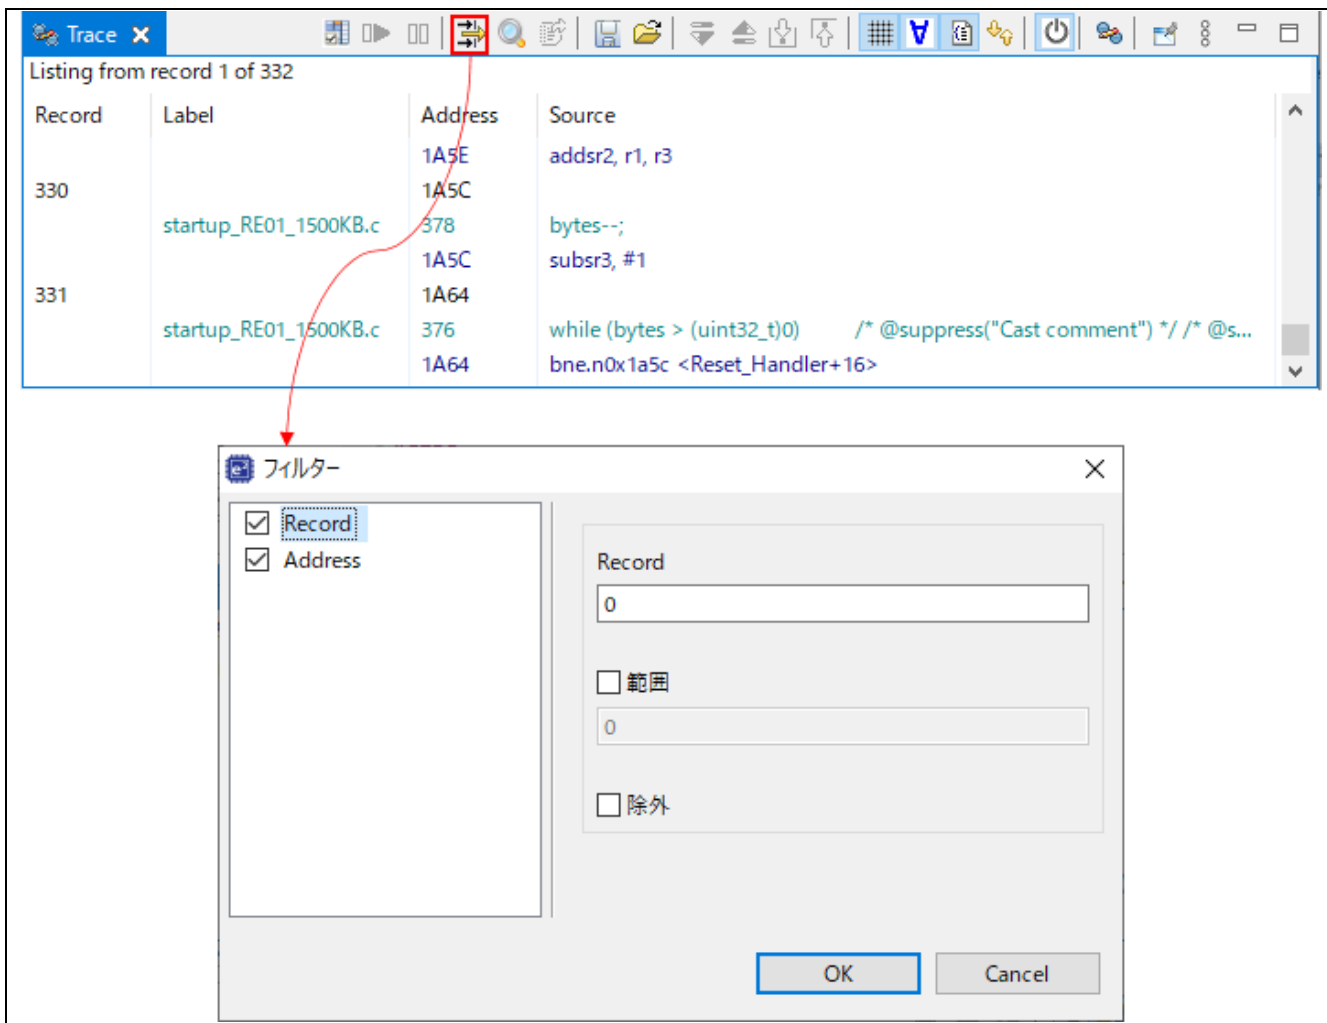 Trace
Listing from record 1 of 332
Record Label Address Source
1A5E addsr2, r1, r3
330 1A5C
startup_RE01_1500KB.c 378 bytes--;
1A5C subsr3, #1
331 1A64
startup_RE01_1500KB.c 376 while (bytes > (uint32_t)0) /* @suppress("Cast comment") */ /* @s...
1A64 bne.n0x1a5c <Reset_Handler+16>
フィルター
Record
Address
Record
0
範囲
0
除外
OK Cancel